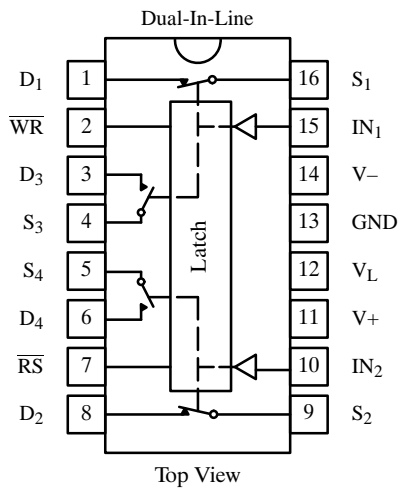 Dual-In-Line
D1 1 16 S1
WR 2 15 IN1
D3 3 14 V−
S3 4 13 GND
S4 5 12 VL
D4 6 11 V+
RS 7 10 IN2
D2 8 9 S2
Latch
Top View